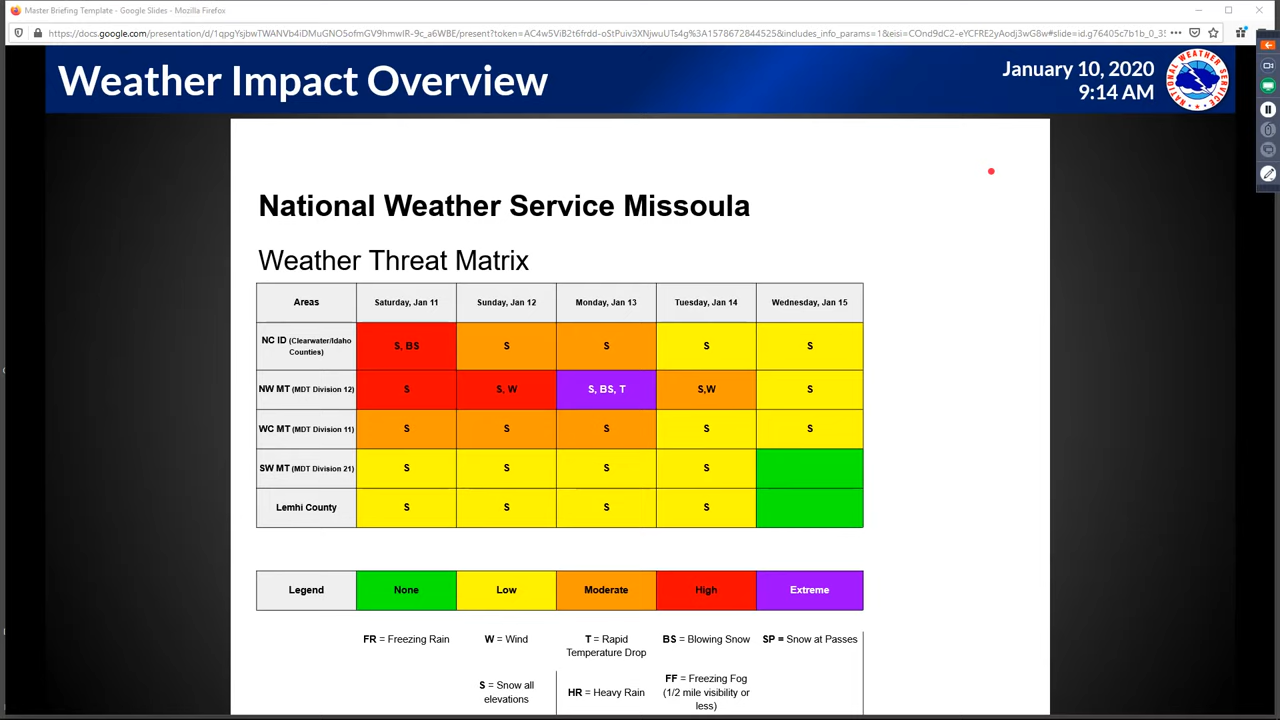 Master Briefing Template - Google Slides - Mozilla Firefox
Weather Impact Overview
January 10, 2020
9:14 AM
NATIONAL WEATHER SERVICE
National Weather Service Missoula
Weather Threat Matrix
Areas Saturday, Jan 11 Sunday, Jan 12 Monday, Jan 13 Tuesday, Jan 14 Wednesday, Jan 15
NC ID (Clearwater/Idaho
Counties) S, BS S S S S
NW MT (MDT Division 12) S S, W S, BS, T S,W S
WC MT (MDT Division 11) S S S S S
SW MT (MDT Division 21) S S S S
Lemhi County S S S S
Legend None Low Moderate High Extreme
FR = Freezing Rain W = Wind T = Rapid
Temperature Drop BS = Blowing Snow SP = Snow at Passes
S = Snow all
elevations HR = Heavy Rain FF = Freezing Fog
(1/2 mile visibility or
less)